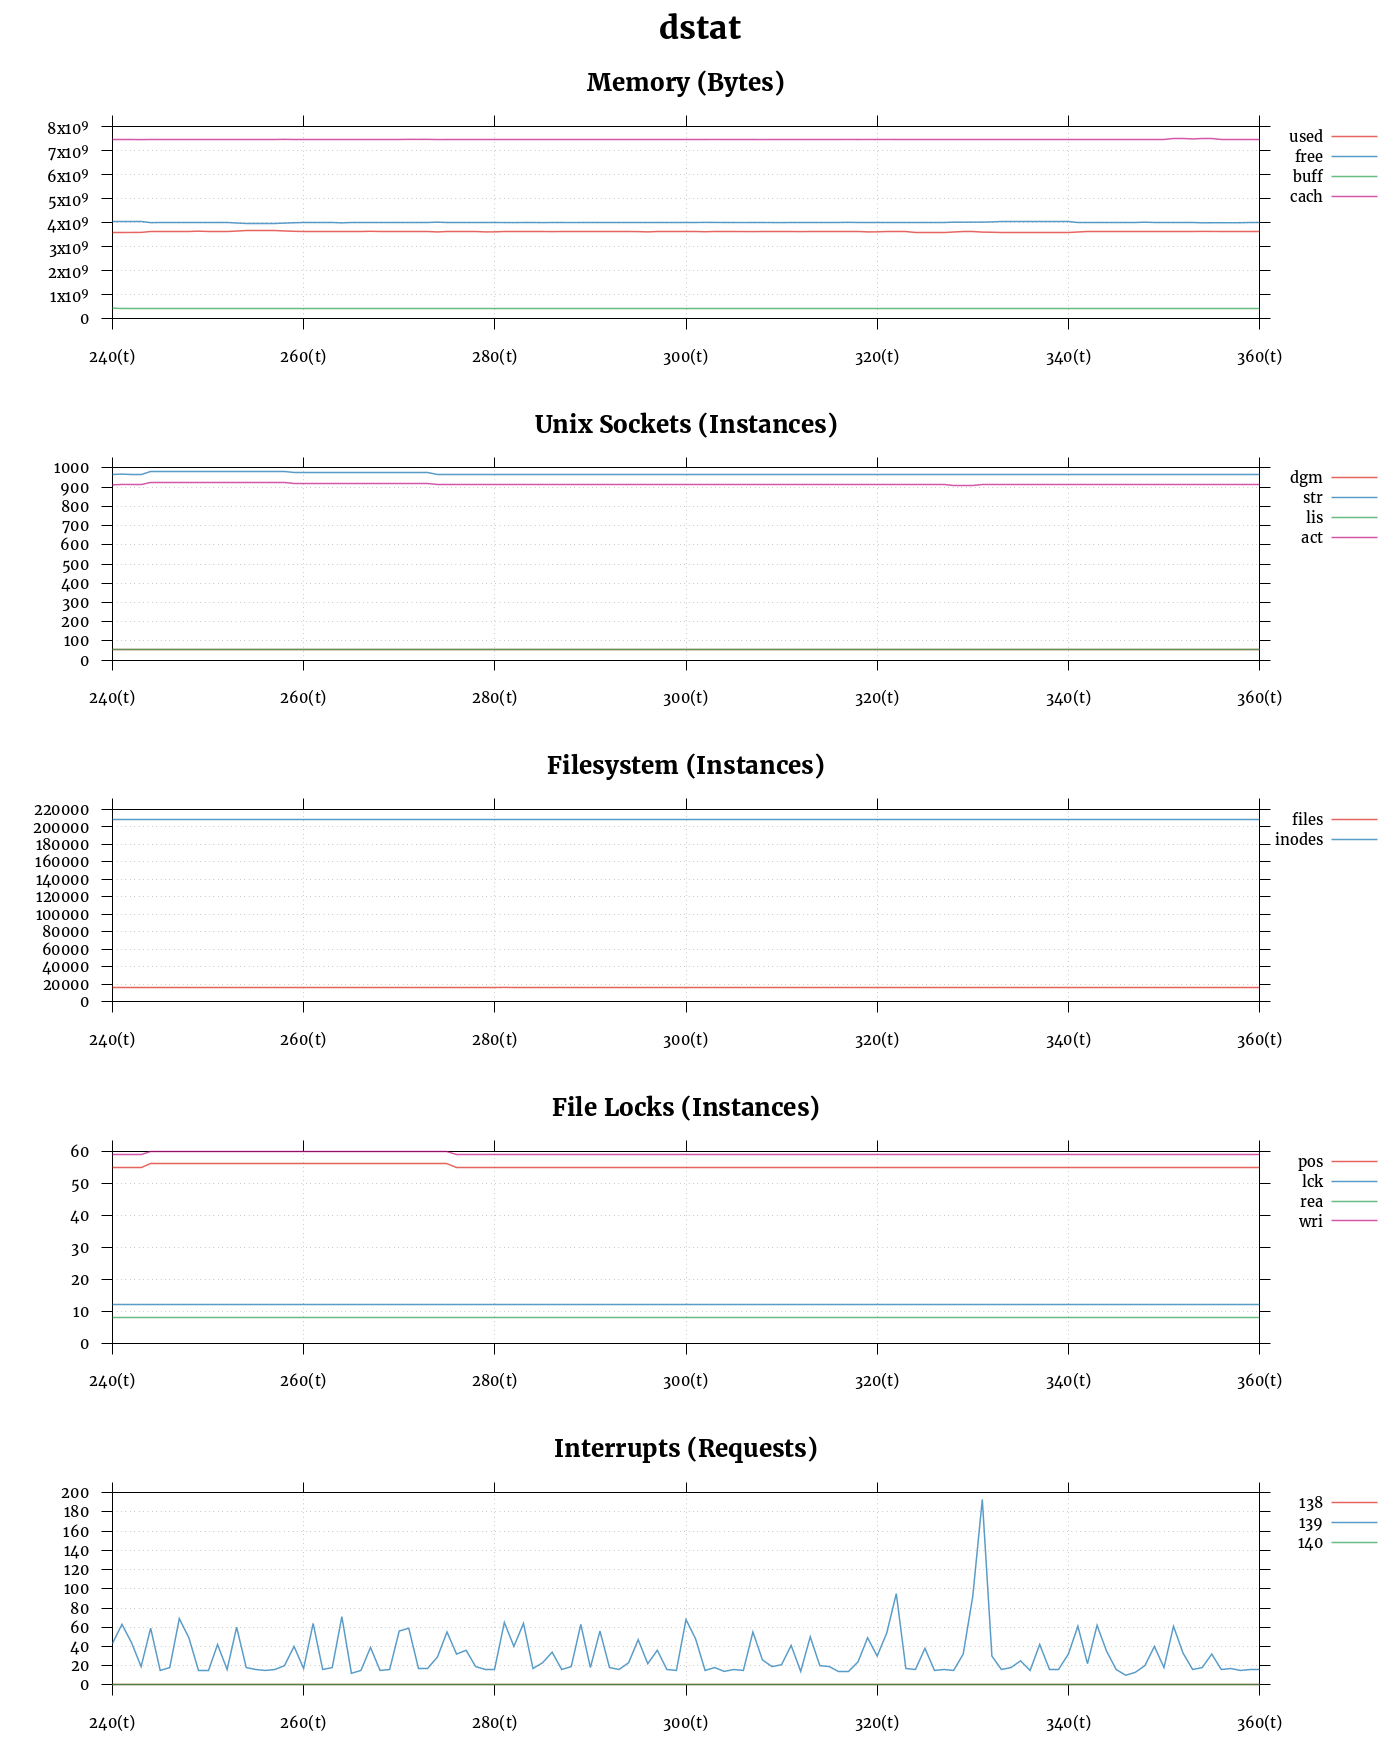 dstat
Memory (Bytes)
8x10⁹
7x10⁹
6x10⁹
5x10⁹
4x10⁹
3x10⁹
2x10⁹
1x10⁹
0
240(t) 260(t) 280(t) 300(t) 320(t) 340(t) 360(t)
used
free
buff
cach
Unix Sockets (Instances)
1000
900
800
700
600
500
400
300
200
100
0
240(t) 260(t) 280(t) 300(t) 320(t) 340(t) 360(t)
dgm
str
lis
act
Filesystem (Instances)
220000
200000
180000
160000
140000
120000
100000
80000
60000
40000
20000
0
240(t) 260(t) 280(t) 300(t) 320(t) 340(t) 360(t)
files
inodes
File Locks (Instances)
60
50
40
30
20
10
0
240(t) 260(t) 280(t) 300(t) 320(t) 340(t) 360(t)
pos
lck
rea
wri
Interrupts (Requests)
200
180
160
140
120
100
80
60
40
20
0
240(t) 260(t) 280(t) 300(t) 320(t) 340(t) 360(t)
138
139
140